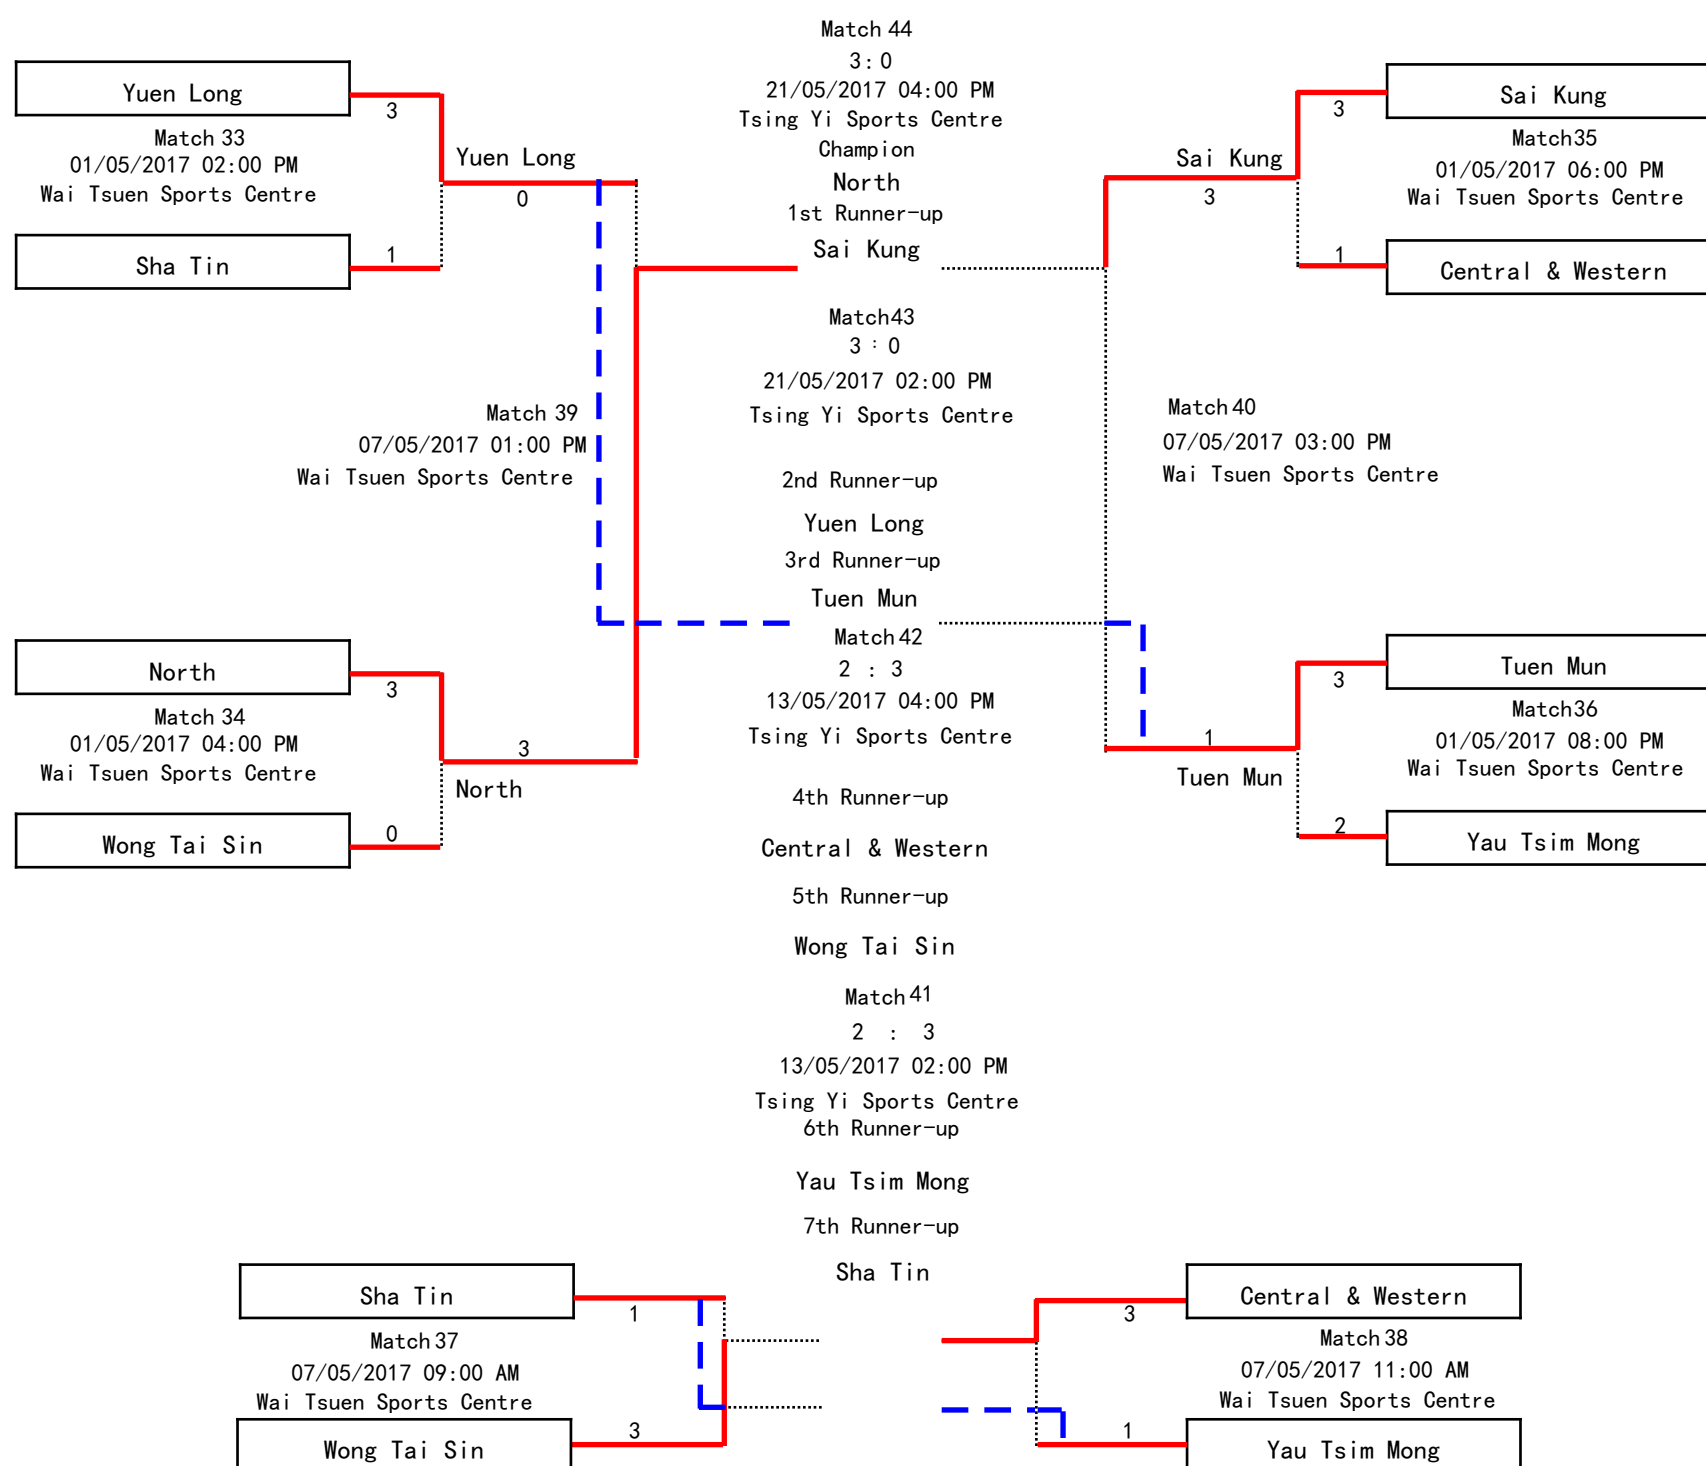 Match 44
3:0
21/05/2017 04:00 PM
Tsing Yi Sports Centre
Champion
North
1st Runner-up
Sai Kung
Yuen Long
3
Match 33
01/05/2017 02:00 PM
Wai Tsuen Sports Centre
Sha Tin
1
Yuen Long
0
Sai Kung
3
Sai Kung
3
Match35
01/05/2017 06:00 PM
Wai Tsuen Sports Centre
Central & Western
1
Match43
3 : 0
21/05/2017 02:00 PM
Tsing Yi Sports Centre
Match 39
07/05/2017 01:00 PM
Wai Tsuen Sports Centre
Match 40
07/05/2017 03:00 PM
Wai Tsuen Sports Centre
2nd Runner-up
Yuen Long
3rd Runner-up
Tuen Mun
Match 42
2 : 3
13/05/2017 04:00 PM
Tsing Yi Sports Centre
North
3
Match 34
01/05/2017 04:00 PM
Wai Tsuen Sports Centre
Wong Tai Sin
0
3
North
1
Tuen Mun
Tuen Mun
3
Match36
01/05/2017 08:00 PM
Wai Tsuen Sports Centre
Yau Tsim Mong
2
4th Runner-up
Central & Western
5th Runner-up
Wong Tai Sin
Match 41
2 : 3
13/05/2017 02:00 PM
Tsing Yi Sports Centre
6th Runner-up
Yau Tsim Mong
7th Runner-up
Sha Tin
Sha Tin
1
Match 37
07/05/2017 09:00 AM
Wai Tsuen Sports Centre
Wong Tai Sin
3
Central & Western
3
Match 38
07/05/2017 11:00 AM
Wai Tsuen Sports Centre
Yau Tsim Mong
1